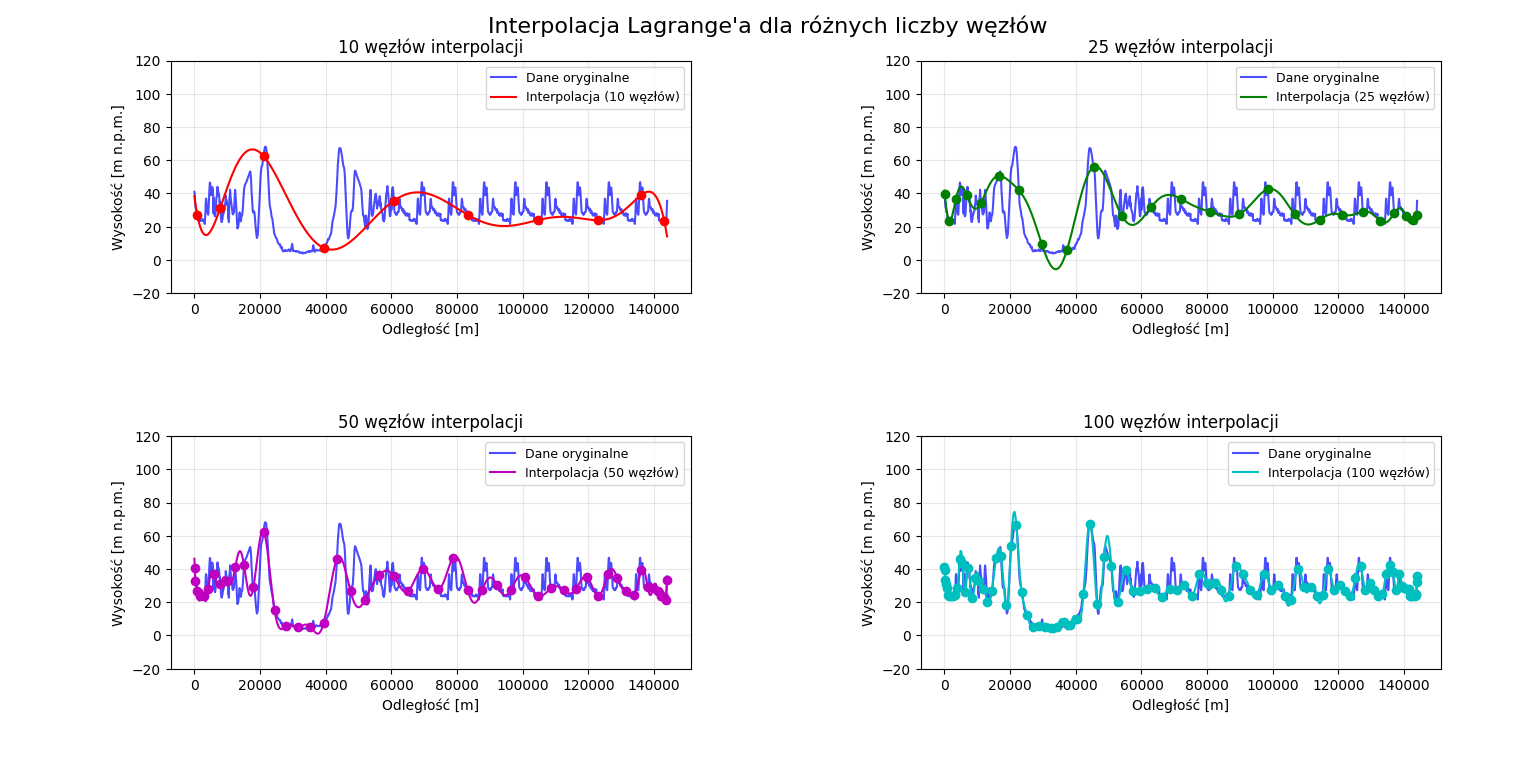 Interpolacja Lagrange'a dla różnych liczby węzłów
10 węzłów interpolacji
120
100
80
60
40
20
0
−20
Wysokość [m n.p.m.]
Dane oryginalne
Interpolacja (10 węzłów)
0 20000 40000 60000 80000 100000 120000 140000
Odległość [m]
25 węzłów interpolacji
120
100
80
60
40
20
0
−20
Wysokość [m n.p.m.]
Dane oryginalne
Interpolacja (25 węzłów)
0 20000 40000 60000 80000 100000 120000 140000
Odległość [m]
50 węzłów interpolacji
120
100
80
60
40
20
0
−20
Wysokość [m n.p.m.]
Dane oryginalne
Interpolacja (50 węzłów)
0 20000 40000 60000 80000 100000 120000 140000
Odległość [m]
100 węzłów interpolacji
120
100
80
60
40
20
0
−20
Wysokość [m n.p.m.]
Dane oryginalne
Interpolacja (100 węzłów)
0 20000 40000 60000 80000 100000 120000 140000
Odległość [m]